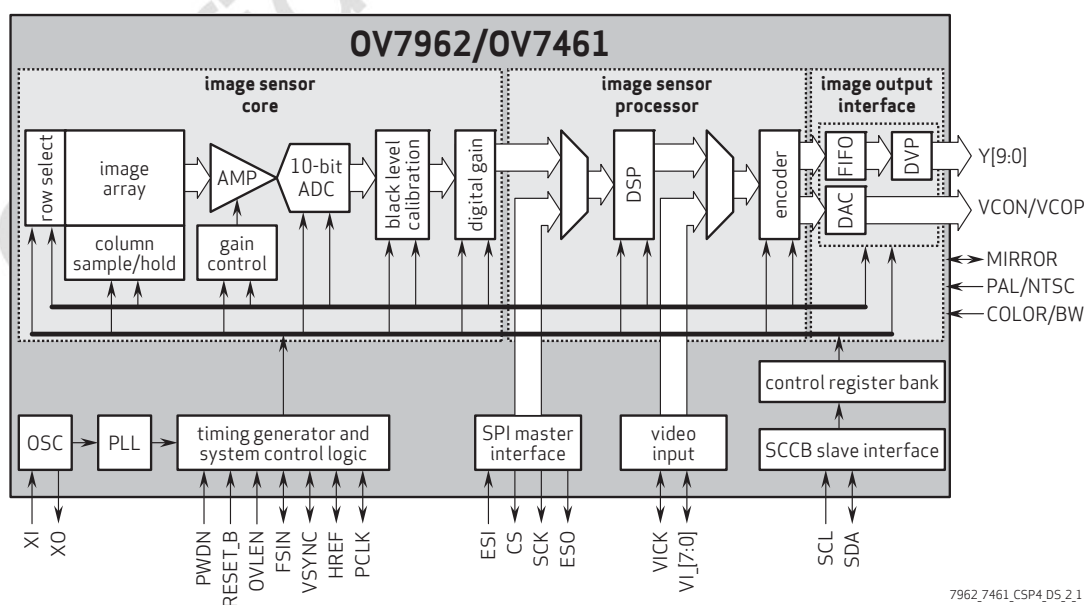 OV7962/OV7461
image sensor
core
image sensor
processor
image output
interface
row select
image
array
column
sample/hold
AMP
gain
control
10-bit
ADC
black level
calibration
digital gain
DSP
encoder
FIFO
DVP
DAC
Y[9:0]
VCON/VCOP
MIRROR
PAL/NTSC
COLOR/BW
control register bank
OSC
PLL
timing generator and
system control logic
SPI master
interface
video
input
SCCB slave interface
XI
XO
PWDN
RESET_B
OVLEN
FSIN
VSYNC
HREF
PCLK
ESI
CS
SCK
ESO
VICK
VI_[7:0]
SCL
SDA
7962_7461_CSP4_DS_2_1